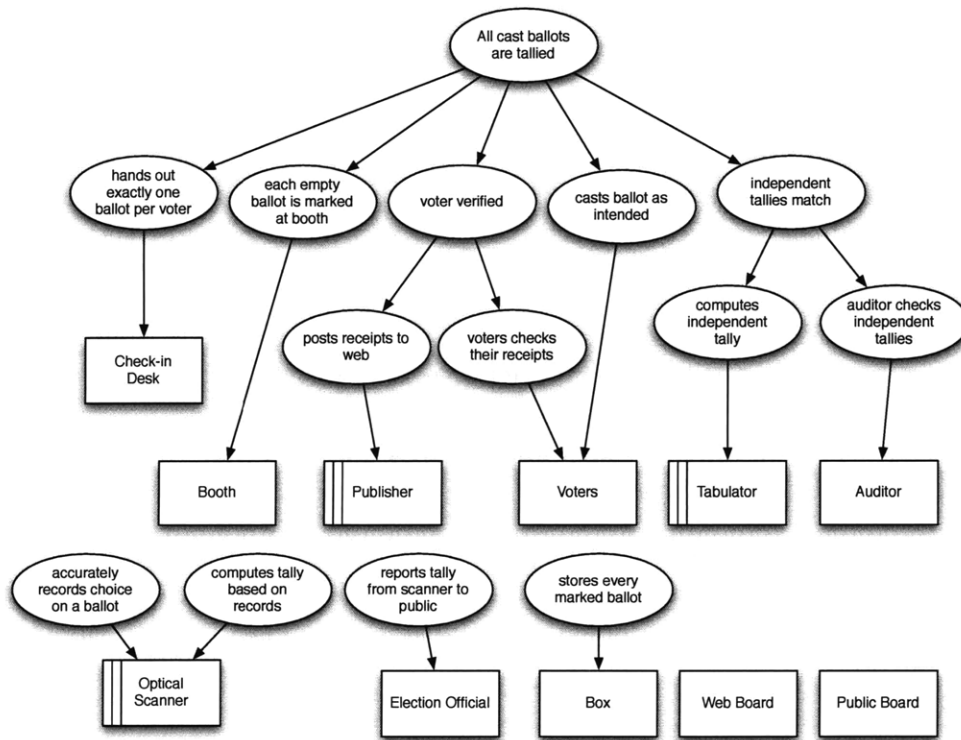 All cast ballots
are tallied
hands out
exactly one
ballot per voter
each empty
ballot is marked
at booth
voter verified
casts ballot as
intended
independent
tallies match
posts receipts to
web
voters checks
their receipts
computes
independent
tally
auditor checks
independent
tallies
Check-in
Desk
Booth
Publisher
Voters
Tabulator
Auditor
accurately
records choice
on a ballot
computes tally
based on
records
reports tally
from scanner to
public
stores every
marked ballot
Optical
Scanner
Election Official
Box
Web Board
Public Board